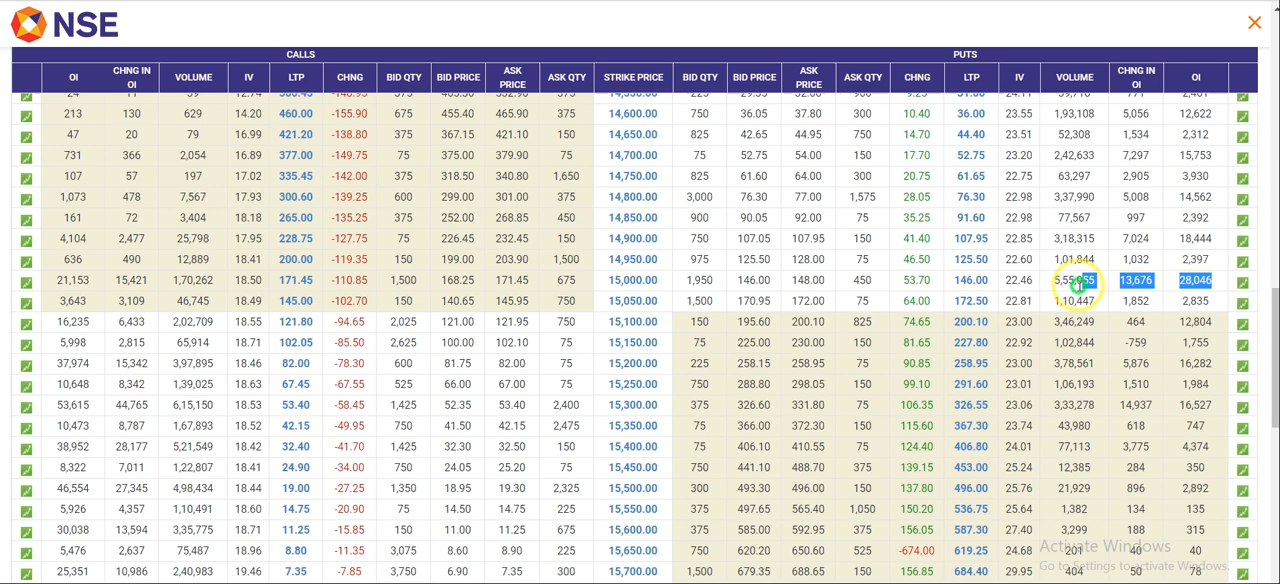 NSE
CALLS PUTS
OI CHNG IN OI VOLUME IV LTP CHNG BID QTY BID PRICE ASK PRICE ASK QTY STRIKE PRICE BID QTY BID PRICE ASK PRICE ASK QTY CHNG LTP IV VOLUME CHNG IN OI OI
213 130 629 14.20 460.00 -155.90 675 455.40 465.90 375 14,600.00 750 36.05 37.80 300 10.40 36.00 23.55 1,93,108 5,056 12,622
47 20 79 16.99 421.20 -138.80 375 367.15 421.10 150 14,650.00 825 42.65 44.95 750 14.70 44.40 23.51 52,308 1,534 2,312
731 366 2,054 16.89 377.00 -149.75 75 375.00 379.90 75 14,700.00 75 52.75 54.00 150 17.70 52.75 23.20 2,42,633 7,297 15,753
107 57 197 17.02 335.45 -142.00 375 318.50 340.80 1,650 14,750.00 825 61.60 64.00 300 20.75 61.65 22.75 63,297 2,905 3,930
1,073 478 7,567 17.93 300.60 -139.25 600 299.00 301.00 375 14,800.00 3,000 76.30 77.00 1,575 28.05 76.30 22.98 3,37,990 5,008 14,562
161 72 3,404 18.18 265.00 -135.25 375 252.00 268.85 450 14,850.00 900 90.05 92.00 75 35.25 91.60 22.98 77,567 997 2,392
4,104 2,477 25,798 17.95 228.75 -127.75 75 226.45 232.45 150 14,900.00 750 107.05 107.95 150 41.40 107.95 22.85 3,18,315 7,024 18,444
636 490 12,889 18.41 200.00 -119.35 150 199.00 203.90 1,500 14,950.00 975 125.50 128.00 75 46.50 125.50 22.60 1,01,844 1,032 2,397
21,153 15,421 1,70,262 18.50 171.45 -110.85 1,500 168.25 171.45 675 15,000.00 1,950 146.00 148.00 450 53.70 146.00 22.46 13,676 28,046
3,643 3,109 46,745 18.49 145.00 -102.70 150 140.65 145.95 750 15,050.00 1,500 170.95 172.00 75 64.00 172.50 22.81 1,10,447 1,852 2,835
16,235 6,433 2,02,709 18.55 121.80 -94.65 2,025 121.00 121.95 750 15,100.00 150 195.60 200.10 825 74.65 200.10 23.00 3,46,249 464 12,804
5,998 2,815 65,914 18.71 102.05 -85.50 2,625 100.00 102.10 75 15,150.00 75 225.00 230.00 150 81.65 227.80 22.92 1,02,844 -759 1,755
37,974 15,342 3,97,895 18.46 82.00 -78.30 600 81.75 82.00 75 15,200.00 225 258.15 258.95 75 90.85 258.95 23.00 3,78,561 5,876 16,282
10,648 8,342 1,39,025 18.63 67.45 -67.55 525 66.00 67.00 75 15,250.00 750 288.80 298.05 150 99.10 291.60 23.01 1,06,193 1,510 1,984
53,615 44,765 6,15,150 18.53 53.40 -58.45 1,425 52.35 53.40 2,400 15,300.00 375 326.60 331.80 75 106.35 326.55 23.06 3,33,278 14,937 16,527
10,473 8,787 1,67,893 18.52 42.15 -49.95 750 41.50 42.15 2,475 15,350.00 75 366.00 372.30 150 115.60 367.30 23.74 43,980 618 747
38,952 28,177 5,21,549 18.42 32.40 -41.70 1,425 32.30 32.50 150 15,400.00 75 406.10 410.55 75 124.40 406.80 24.01 77,113 3,775 4,374
8,322 7,011 1,22,807 18.41 24.90 -34.00 750 24.05 25.20 75 15,450.00 750 441.10 488.70 375 139.15 453.00 25.24 12,385 284 350
46,554 27,345 4,98,434 18.44 19.00 -27.25 1,350 18.95 19.30 2,325 15,500.00 300 493.30 496.00 150 137.80 496.00 25.76 21,929 896 2,892
5,926 4,357 1,10,491 18.60 14.75 -20.90 75 14.50 14.75 225 15,550.00 375 497.65 565.40 1,050 150.20 536.75 25.64 1,382 134 135
30,038 13,594 3,35,775 18.71 11.25 -15.85 150 11.00 11.25 675 15,600.00 375 585.00 592.95 375 156.05 587.30 27.40 3,299 188 315
5,476 2,637 75,487 18.96 8.80 -11.35 3,075 8.60 8.90 225 15,650.00 750 620.20 650.60 525 -674.00 619.25 24.68 201 40 40
25,351 10,986 2,40,983 19.46 7.35 -7.85 3,750 6.90 7.35 300 15,700.00 1,500 679.35 688.65 150 156.85 684.40 29.95 404 50 78
Activate Windows
Go to Settings to activate Windows.